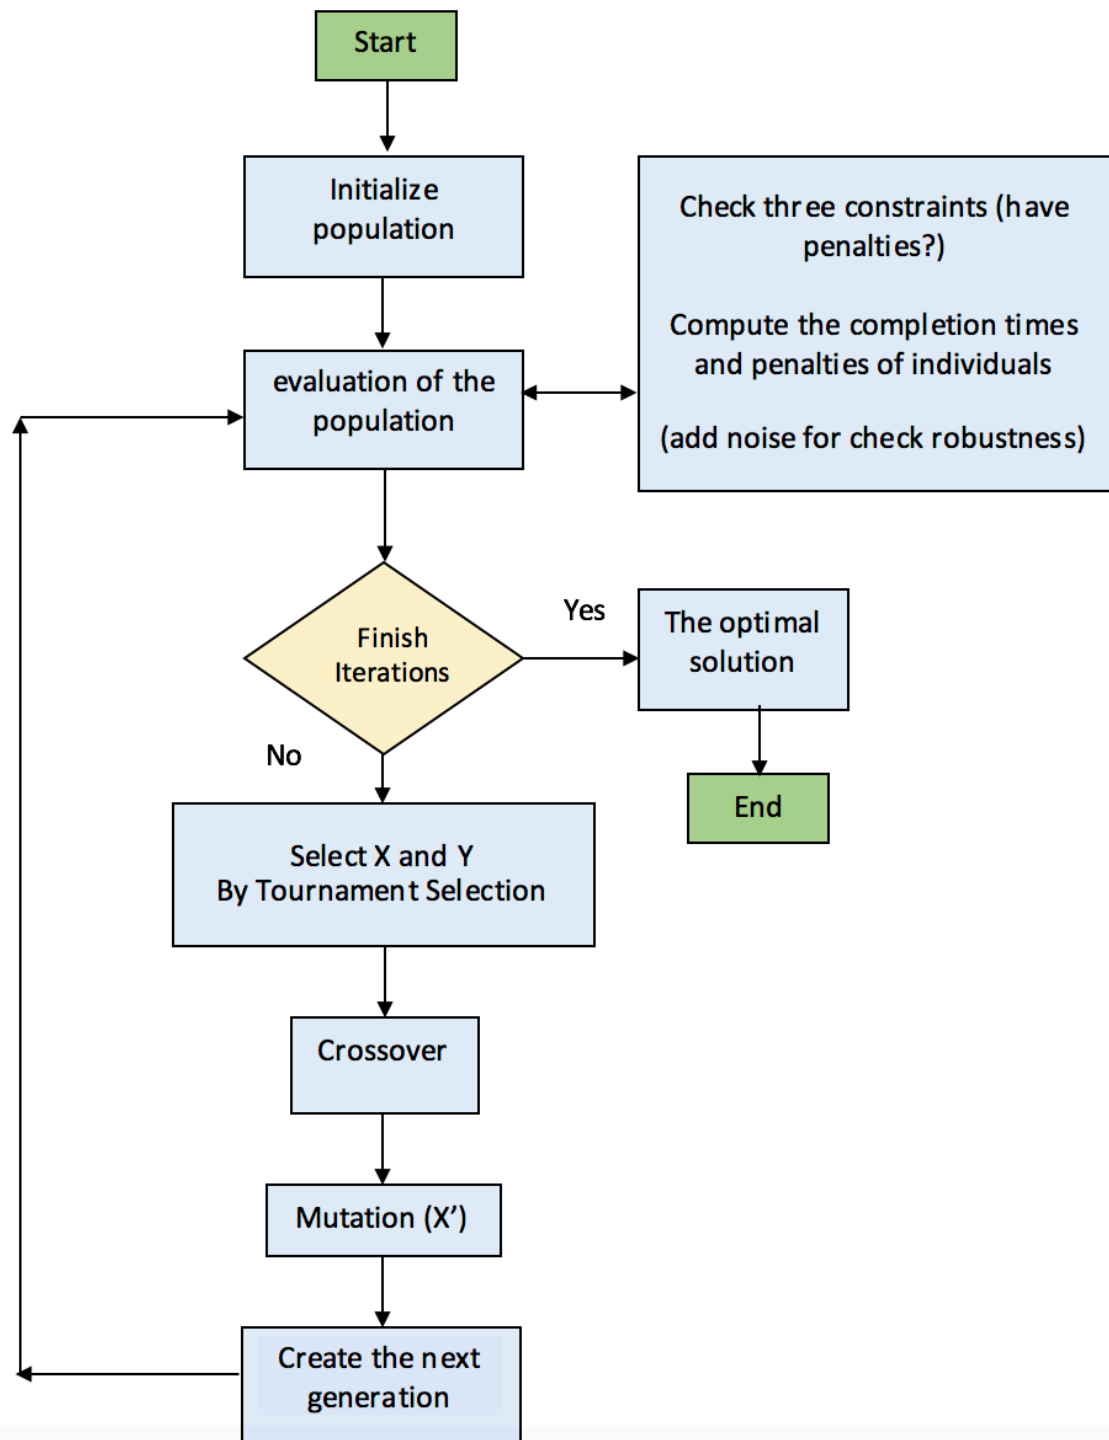 Start
Initialize
population
Check three constraints (have
penalties?)
Compute the completion times
and penalties of individuals
(add noise for check robustness)
evaluation of the
population
Finish
Iterations
Yes
The optimal
solution
No
End
Select X and Y
By Tournament Selection
Crossover
Mutation (X’)
Create the next
generation